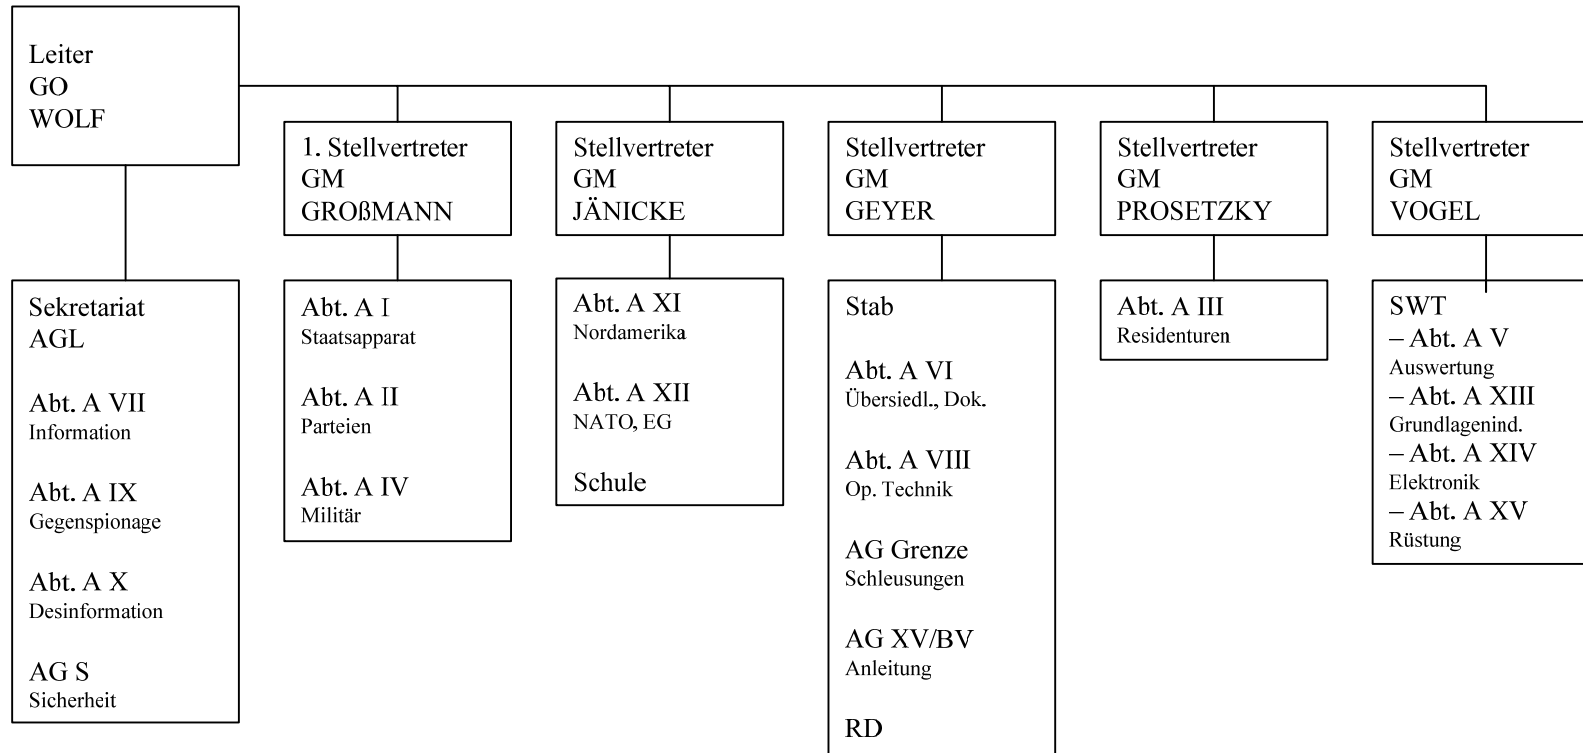 Leiter
GO
WOLF
1. Stellvertreter
GM
GROßMANN
Stellvertreter
GM
JÄNICKE
Stellvertreter
GM
GEYER
Stellvertreter
GM
PROSETZKY
Stellvertreter
GM
VOGEL
Sekretariat
AGL
Abt. A VII
Information
Abt. A IX
Gegenspionage
Abt. A X
Desinformation
AG S
Sicherheit
Abt. A I
Staatsapparat
Abt. A II
Parteien
Abt. A IV
Militär
Abt. A XI
Nordamerika
Abt. A XII
NATO, EG
Schule
Stab
Abt. A VI
Übersiedl., Dok.
Abt. A VIII
Op. Technik
AG Grenze
Schleusungen
AG XV/BV
Anleitung
RD
Abt. A III
Residenturen
SWT
– Abt. A V
Auswertung
– Abt. A XIII
Grundlagenind.
– Abt. A XIV
Elektronik
– Abt. A XV
Rüstung